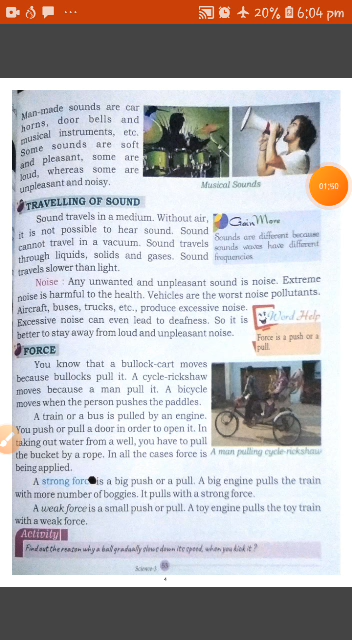 20% 6:04 pm
Man-made sounds are car
horns, door bells and
musical instruments, etc.
Some sounds are soft
and pleasant, some are
loud, whereas some are
unpleasant and noisy.
Musical Sounds
01:50
TRAVELLING OF SOUND
Sound travels in a medium. Without air,
it is not possible to hear sound. Sound
cannot travel in a vacuum. Sound travels
through liquids, solids and gases. Sound
travels slower than light.
Gain More
Sounds are different because
sounds waves have different
frequencies
Noise : Any unwanted and unpleasant sound is noise. Extreme
noise is harmful to the health. Vehicles are the worst noise pollutants.
Aircraft, buses, trucks, etc., produce excessive noise.
Excessive noise can even lead to deafness. So it is
better to stay away from loud and unpleasant noise.
Word Help
Force is a push or a
pull.
FORCE
You know that a bullock-cart moves
because bullocks pull it. A cycle-rickshaw
moves because a man pull it. A bicycle
moves when the person pushes the paddles.
A train or a bus is pulled by an engine.
You push or pull a door in order to open it. In
taking out water from a well, you have to pull
the bucket by a rope. In all the cases force is
being applied.
A man pulling cycle-rickshaw
A strong forc is a big push or a pull. A big engine pulls the train
with more number of boggies. It pulls with a strong force.
A weak force is a small push or pull. A toy engine pulls the toy train
with a weak force.
Activity
Find out the reason why a ball gradually slows down its speed, when you kick it ?
Science-3